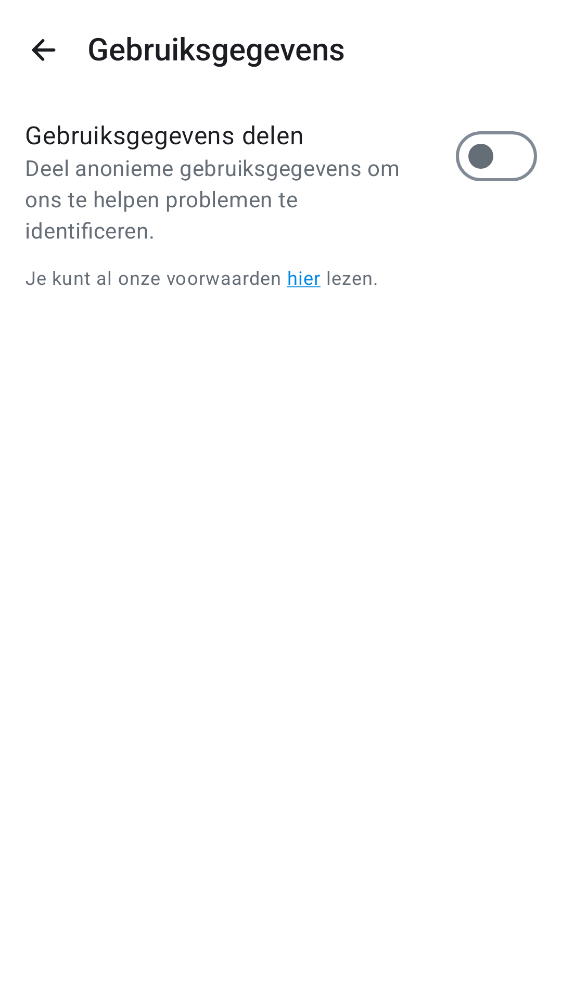 Gebruiksgegevens
Gebruiksgegevens delen
Deel anonieme gebruiksgegevens om
ons te helpen problemen te
identificeren.
Je kunt al onze voorwaarden hier lezen.